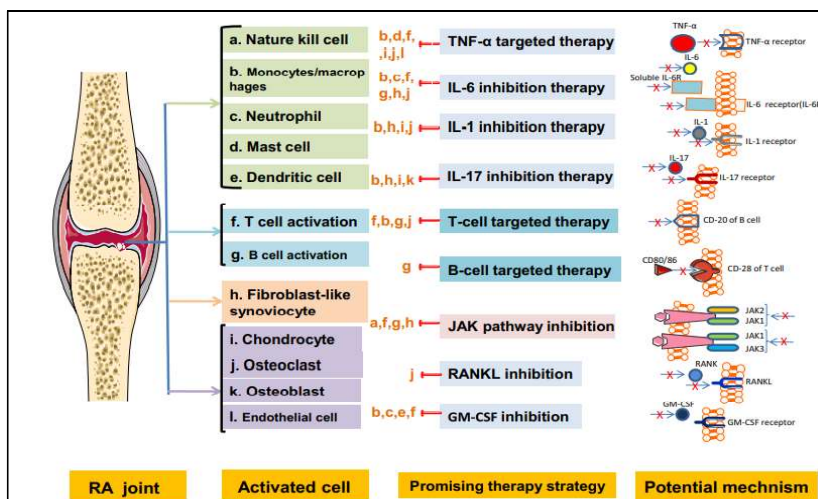 a. Nature kill cell
b. Monocytes/macrop
hages
c. Neutrophil
d. Mast cell
e. Dendritic cell
f. T cell activation
g. B cell activation
h. Fibroblast-like
synoviocyte
i. Chondrocyte
j. Osteoclast
k. Osteoblast
l. Endothelial cell
b,d,f,
,i,j,l
TNF-α targeted therapy
b,c,f,
g,h,j
IL-6 inhibition therapy
b,h,i,j
IL-1 inhibition therapy
b,h,i,k
IL-17 inhibition therapy
f,b,g,j
T-cell targeted therapy
g
B-cell targeted therapy
a,f,g,h
JAK pathway inhibition
j
RANKL inhibition
b,c,e,f
GM-CSF inhibition
TNF-α
TNF-α receptor
IL-6
Soluble IL-6R
IL-6 receptor(IL-6R
IL-1
IL-1 receptor
IL-17
IL-17 receptor
CD-20 of B cell
CD80/86
CD-28 of T cell
JAK2
JAK1
JAK1
JAK3
RANK
RANKL
GM-CSF
GM-CSF receptor
RA joint
Activated cell
Promising therapy strategy
Potential mechnism